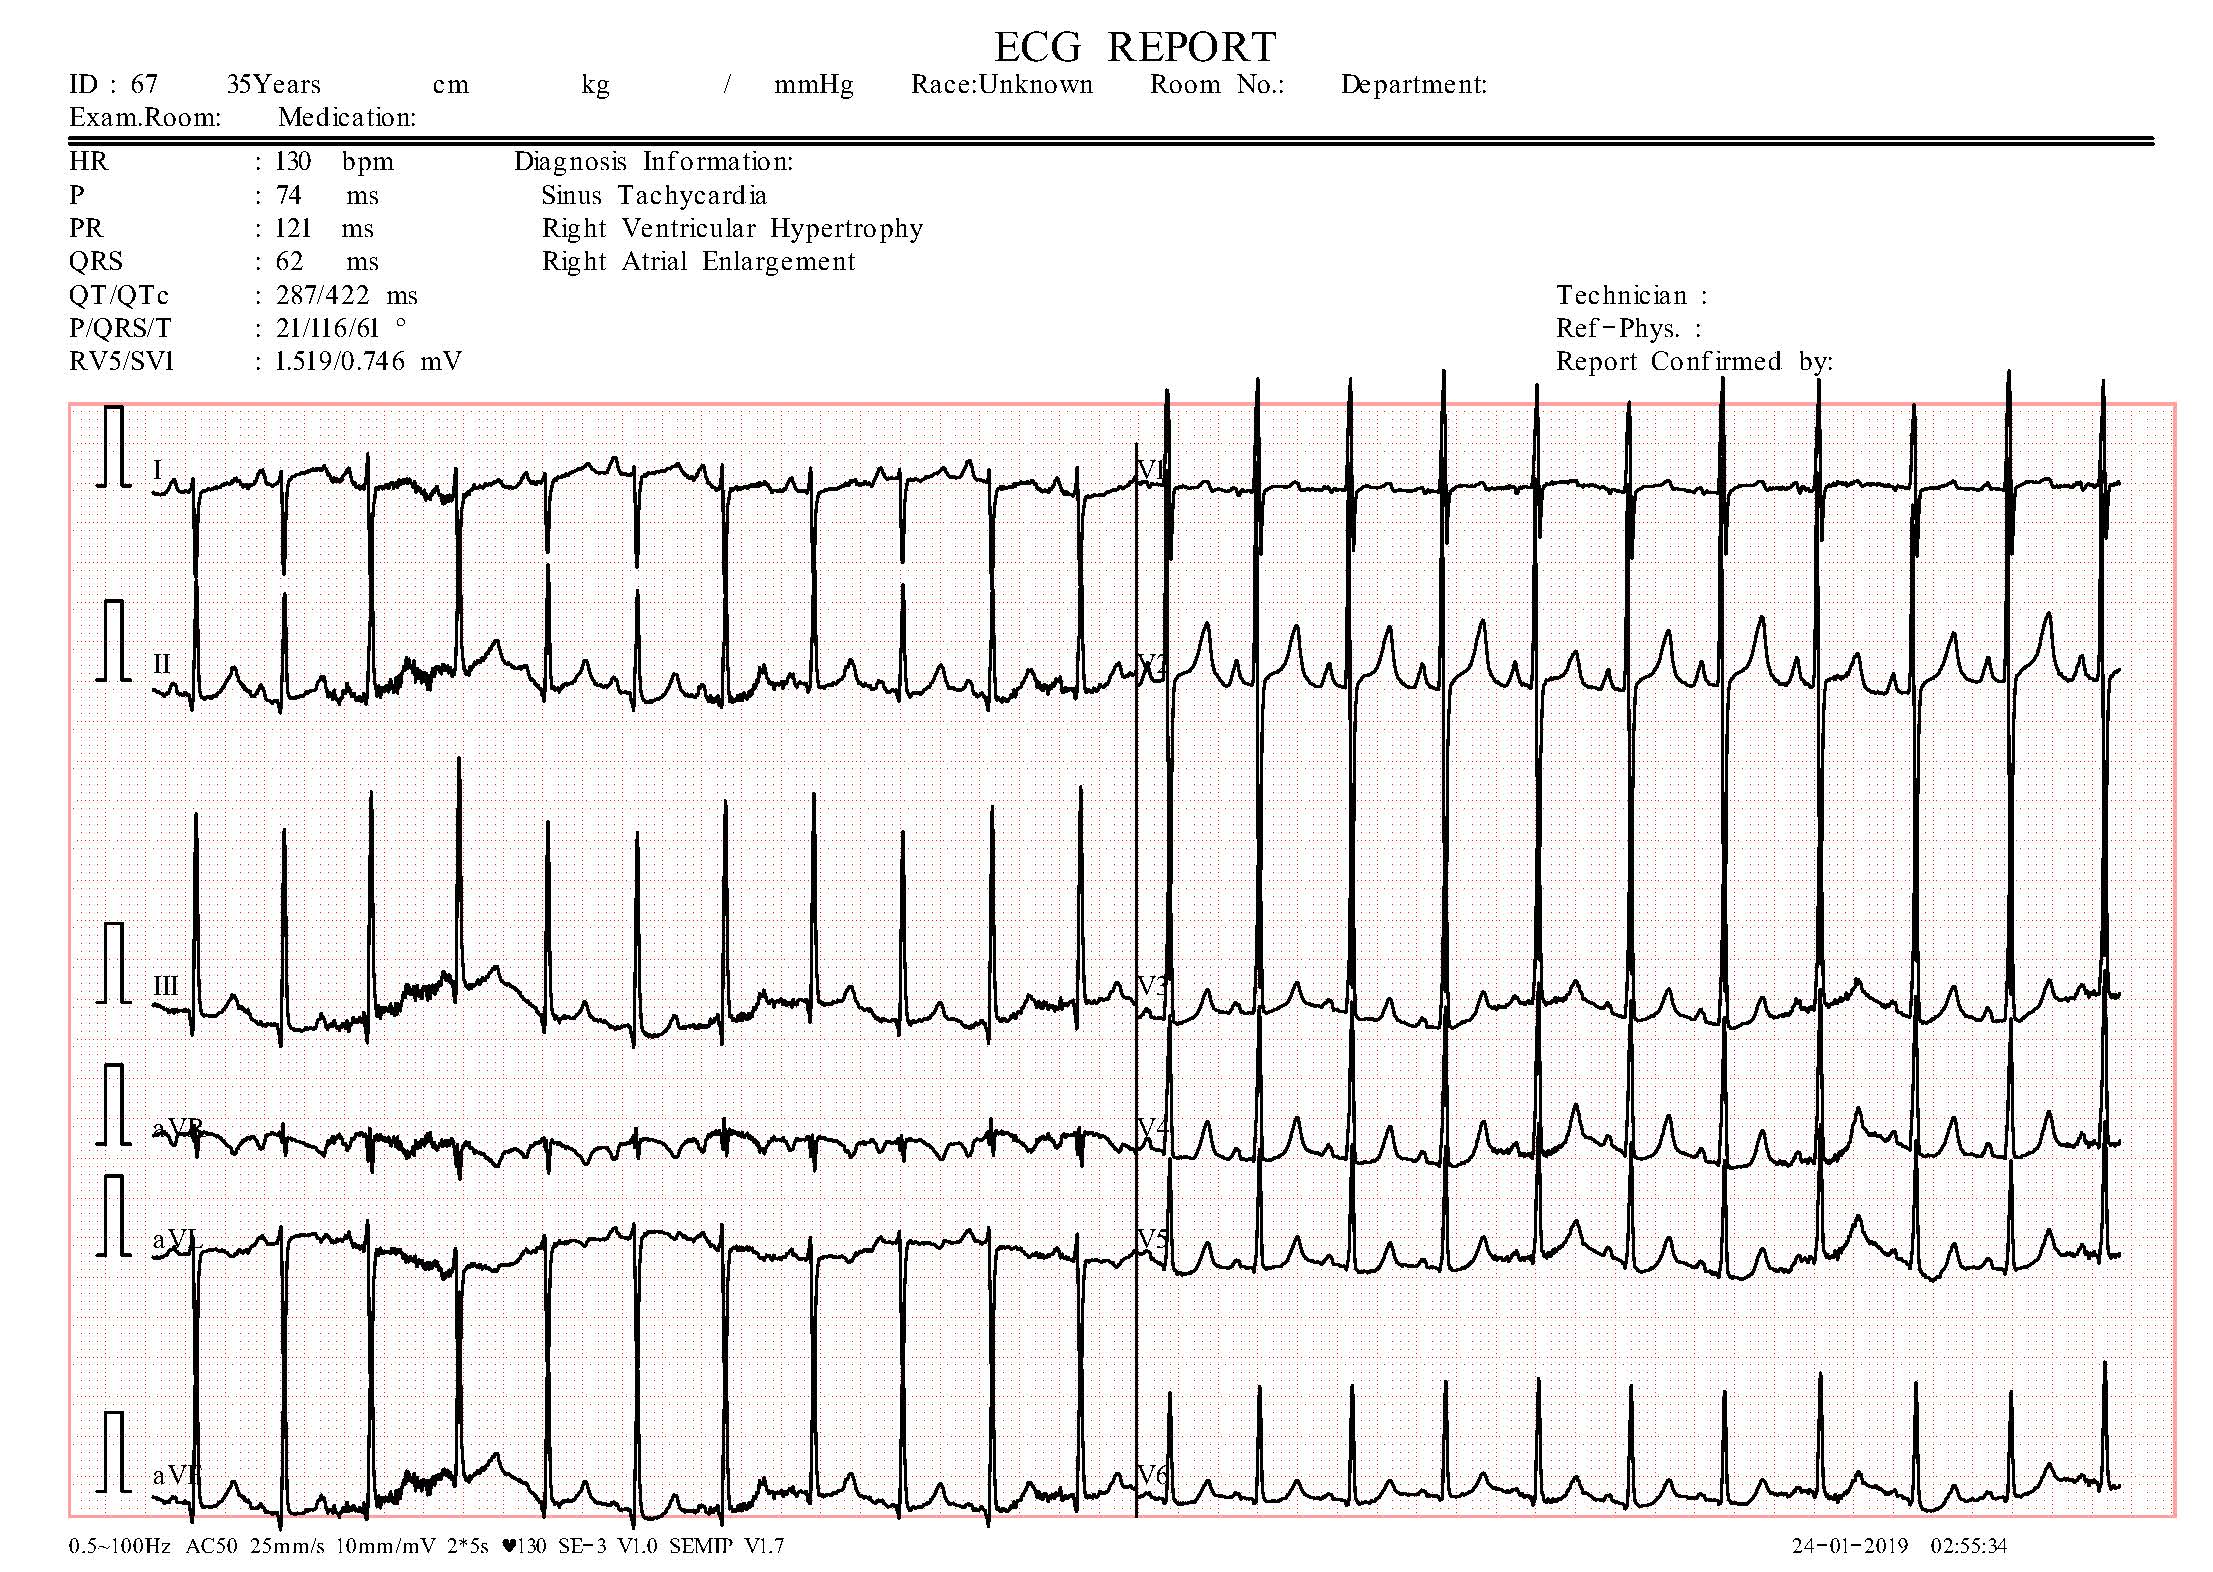 ECG REPORT
ID : 67 35Years cm kg / mmHg Race:Unknown Room No.: Department:
Exam.Room: Medication:
HR : 130 bpm Diagnosis Information:
P : 74 ms Sinus Tachycardia
PR : 121 ms Right Ventricular Hypertrophy
QRS : 62 ms Right Atrial Enlargement
QT/QTc : 287/422 ms Technician :
P/QRS/T : 21/116/61 ° Ref-Phys. :
RV5/SV1 : 1.519/0.746 mV Report Confirmed by:
I V1
II V2
III V3
aVR V4
aVL V5
aVF V6
0.5~100Hz AC50 25mm/s 10mm/mV 2*5s ♥130 SE-3 V1.0 SEMIP V1.7 24-01-2019 02:55:34